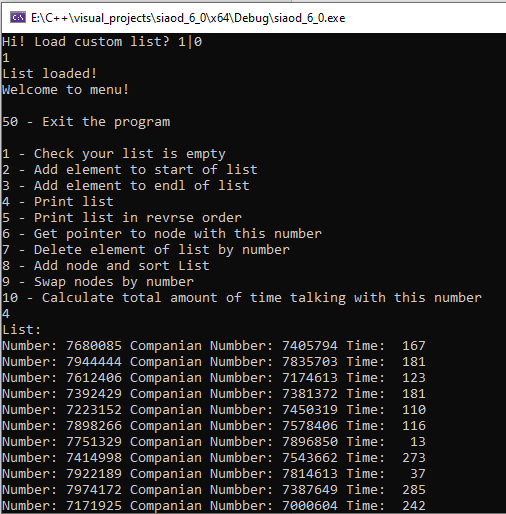 E:\C++\visual_projects\siaod_6_0\x64\Debug\siaod_6_0.exe
Hi! Load custom list? 1|0
1
List loaded!
Welcome to menu!
50 - Exit the program
1 - Check your list is empty
2 - Add element to start of list
3 - Add element to endl of list
4 - Print list
5 - Print list in revrse order
6 - Get pointer to node with this number
7 - Delete element of list by number
8 - Add node and sort List
9 - Swap nodes by number
10 - Calculate total amount of time talking with this number
4
List:
Number: 7680085 Companian Numbber: 7405794 Time:  167
Number: 7944444 Companian Numbber: 7835703 Time:  181
Number: 7612406 Companian Numbber: 7174613 Time:  123
Number: 7392429 Companian Numbber: 7381372 Time:  181
Number: 7223152 Companian Numbber: 7450319 Time:  110
Number: 7898266 Companian Numbber: 7578406 Time:  116
Number: 7751329 Companian Numbber: 7896850 Time:   13
Number: 7414998 Companian Numbber: 7543662 Time:  273
Number: 7922189 Companian Numbber: 7814613 Time:   37
Number: 7974172 Companian Numbber: 7387649 Time:  285
Number: 7171925 Companian Numbber: 7000604 Time:  242